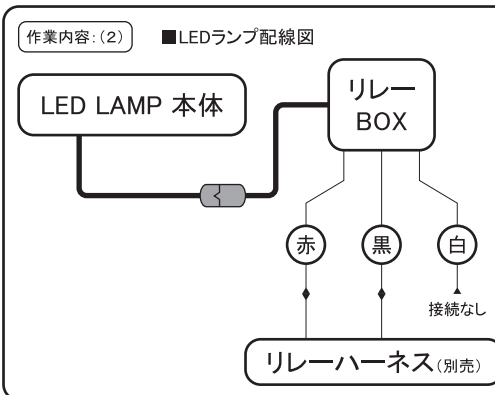 作業内容:(2)
■LEDランプ配線図
LED LAMP 本体
リレー
BOX
赤
黒
白
接続なし
リレーハーネス(別売)